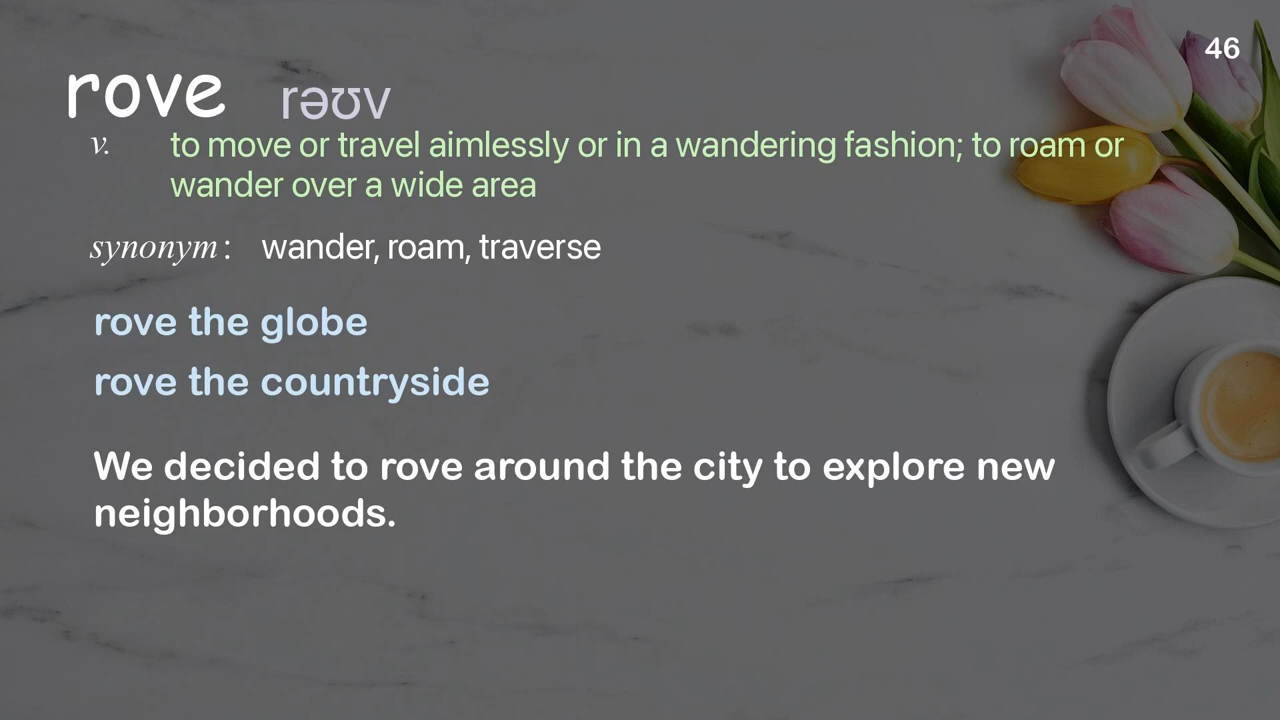 46
rove rəʊv
v. to move or travel aimlessly or in a wandering fashion; to roam or
wander over a wide area
synonym: wander, roam, traverse
rove the globe
rove the countryside
We decided to rove around the city to explore new
neighborhoods.